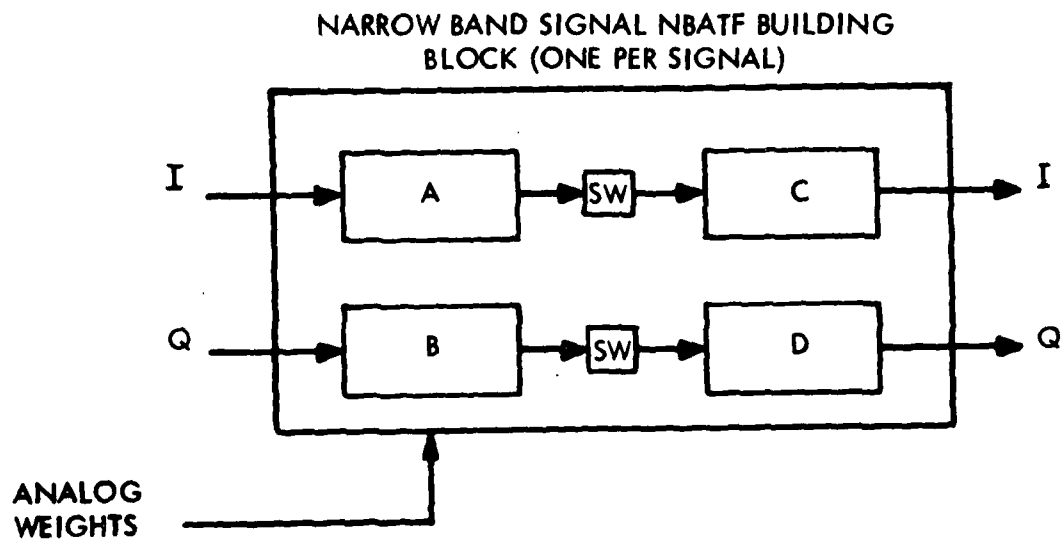 NARROW BAND SIGNAL NBATF BUILDING
BLOCK (ONE PER SIGNAL)
I
A
SW
C
I
Q
B
SW
D
Q
ANALOG
WEIGHTS